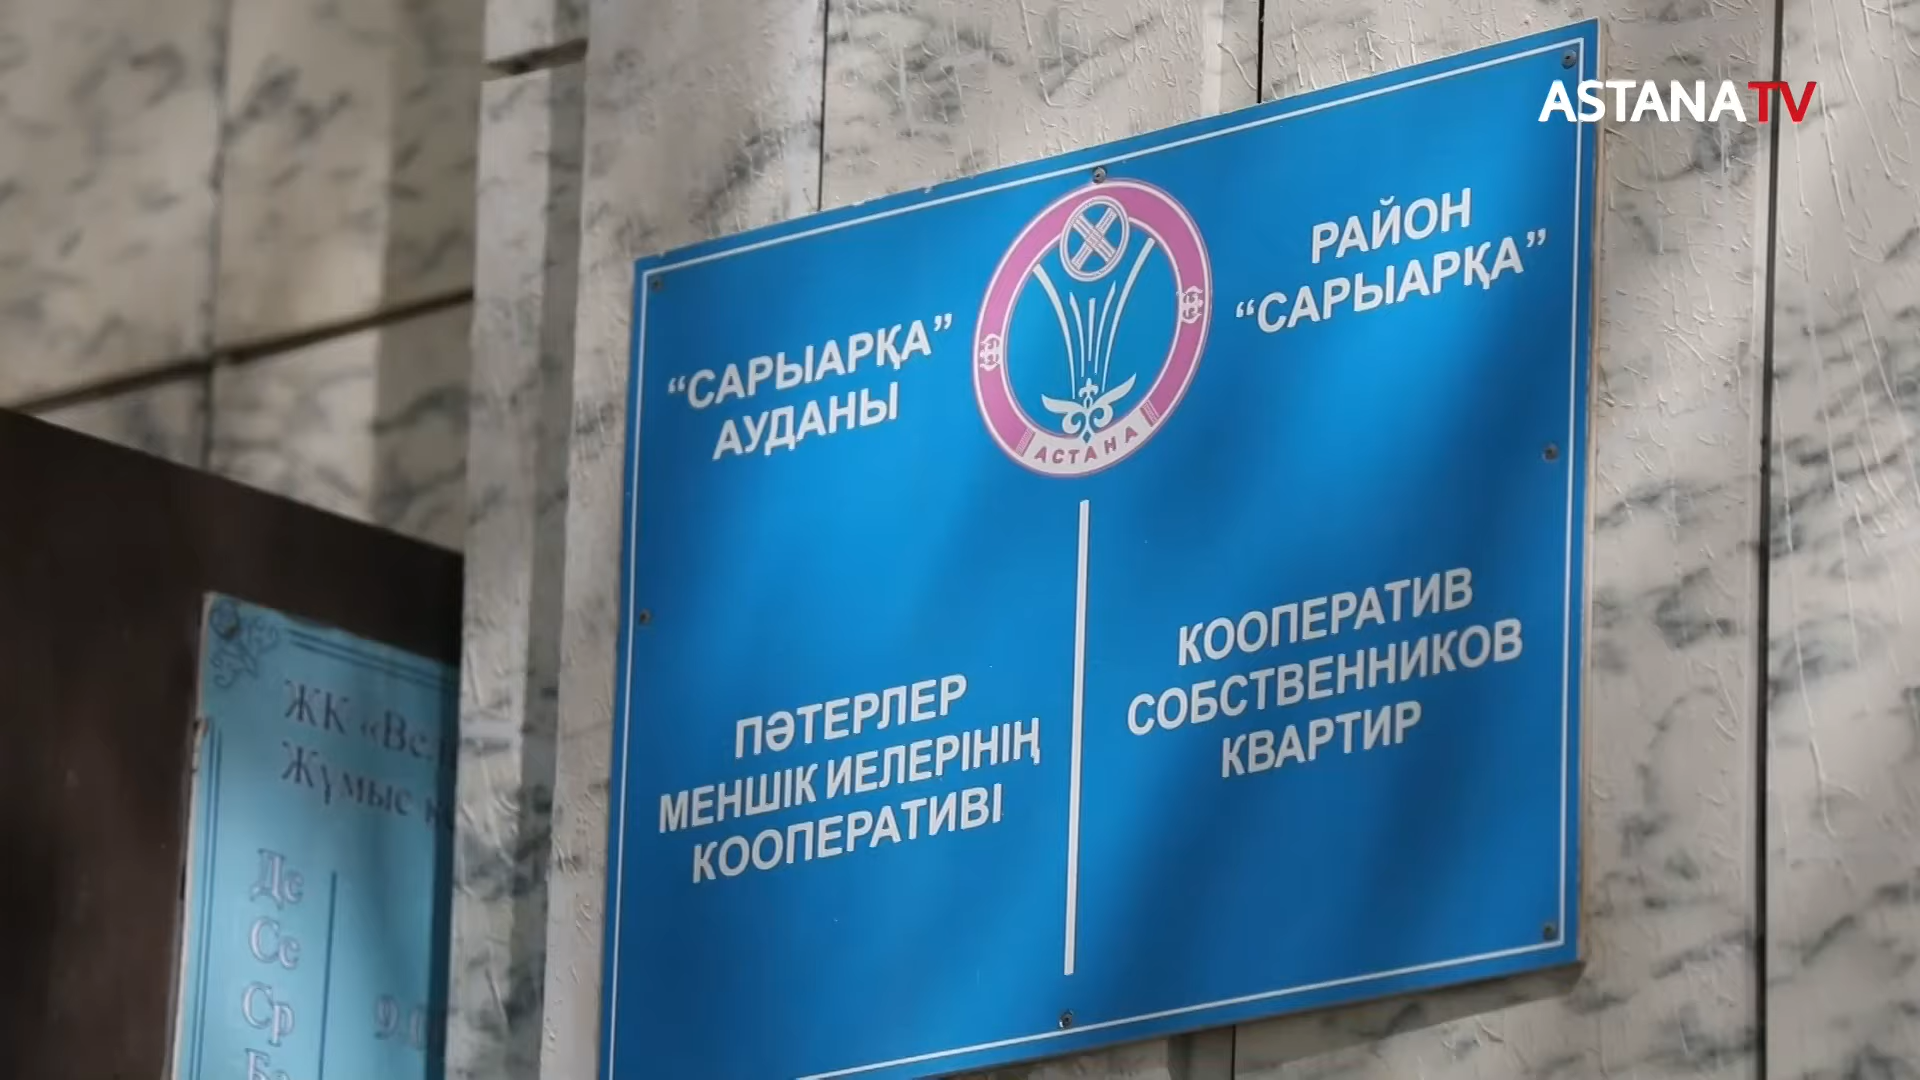 ASTANATV
“САРЫАРҚА”
АУДАНЫ
РАЙОН
“САРЫАРҚА”
АСТАНА
ПӘТЕРЛЕР
МЕНШІК ИЕЛЕРІНІҢ
КООПЕРАТИВІ
КООПЕРАТИВ
СОБСТВЕННИКОВ
КВАРТИР
ЖК
Жұмыс